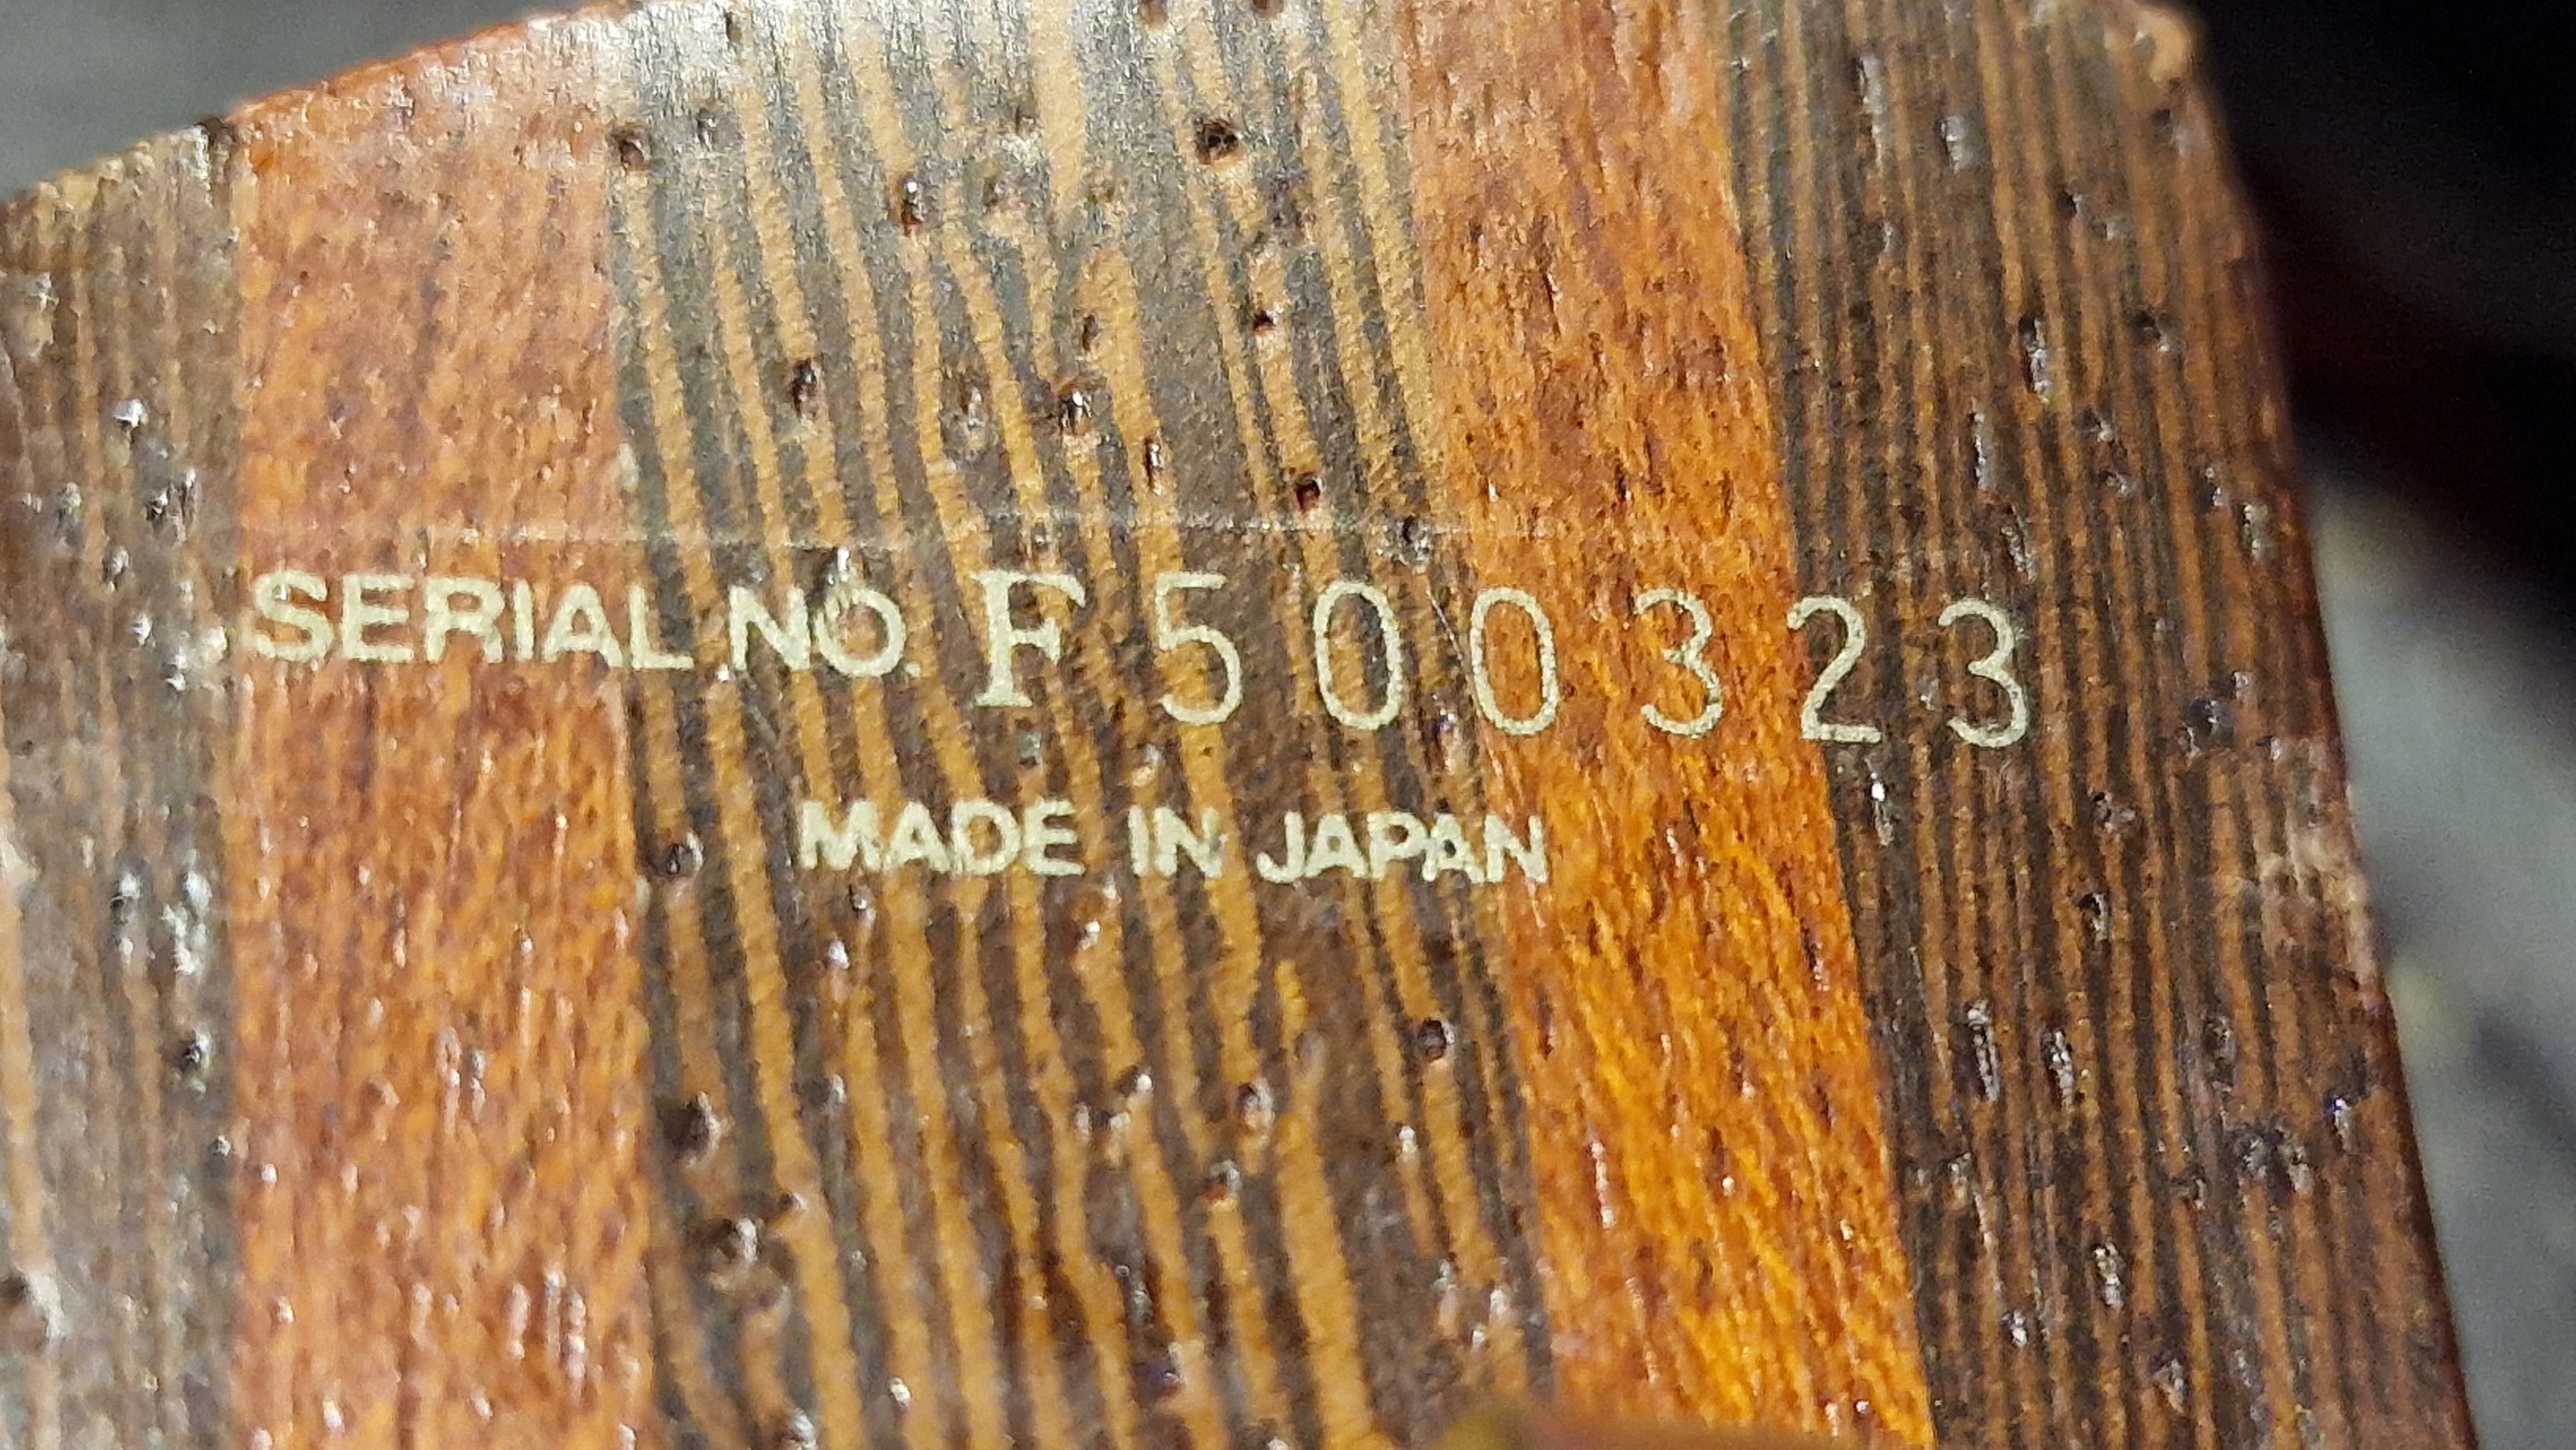 SERIAL NO. F500323
MADE IN JAPAN